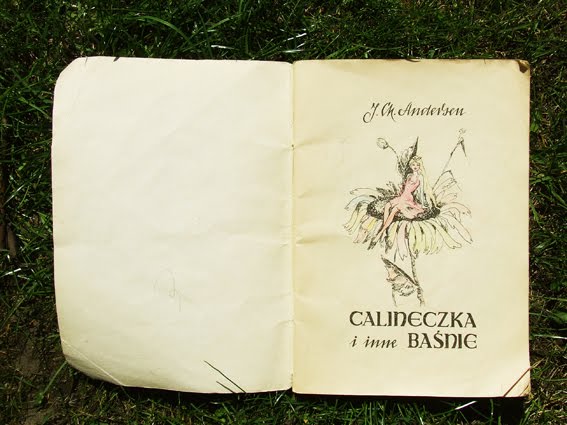 J. Ch. Andersen
CALINECZKA
i inne BAŚNIE